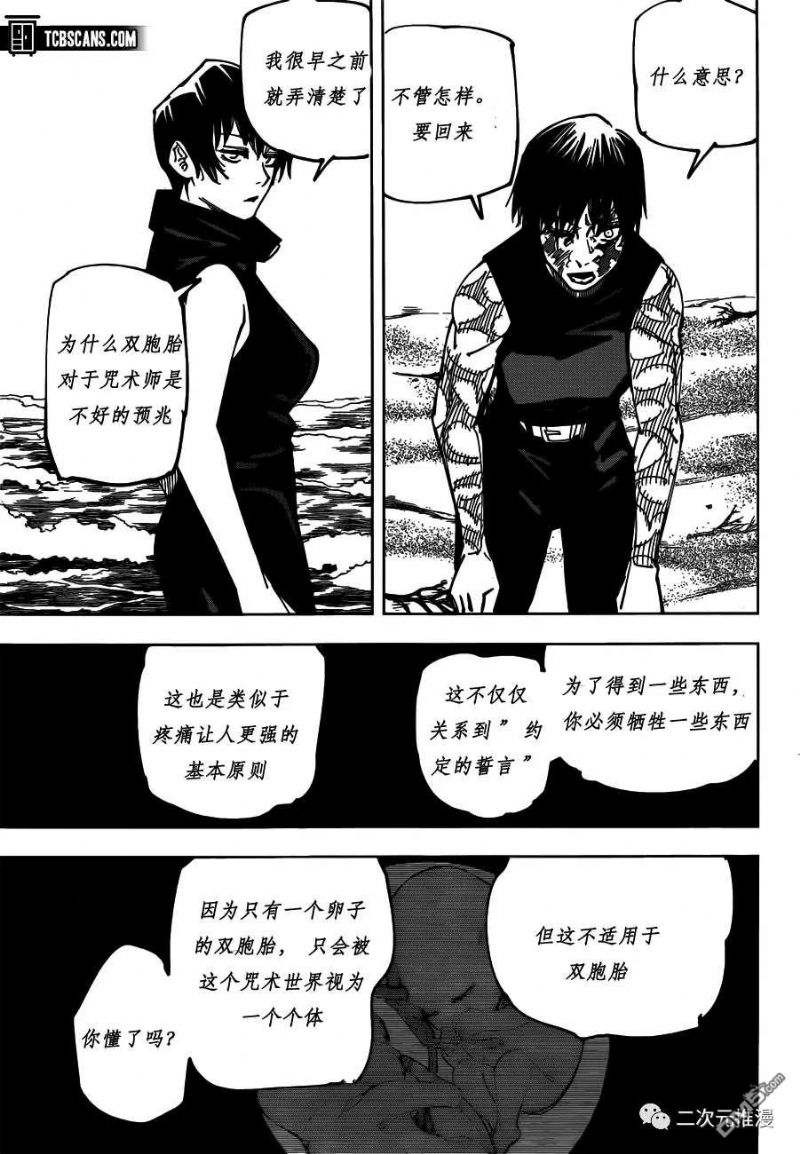 TCBSCANS.COM
什么意思？
不管怎样。
要回来
我很早之前
就弄清楚了
为什么双胞胎
对于咒术师是
不好的预兆
为了得到一些东西，
你必须牺牲一些东西
这不仅仅
关系到”约
定的誓言”
这也是类似于
疼痛让人更强的
基本原则
但这不适用于
双胞胎
因为只有一个卵子
的双胞胎，只会被
这个咒术世界视为
一个个体
你懂了吗？
二次元推漫